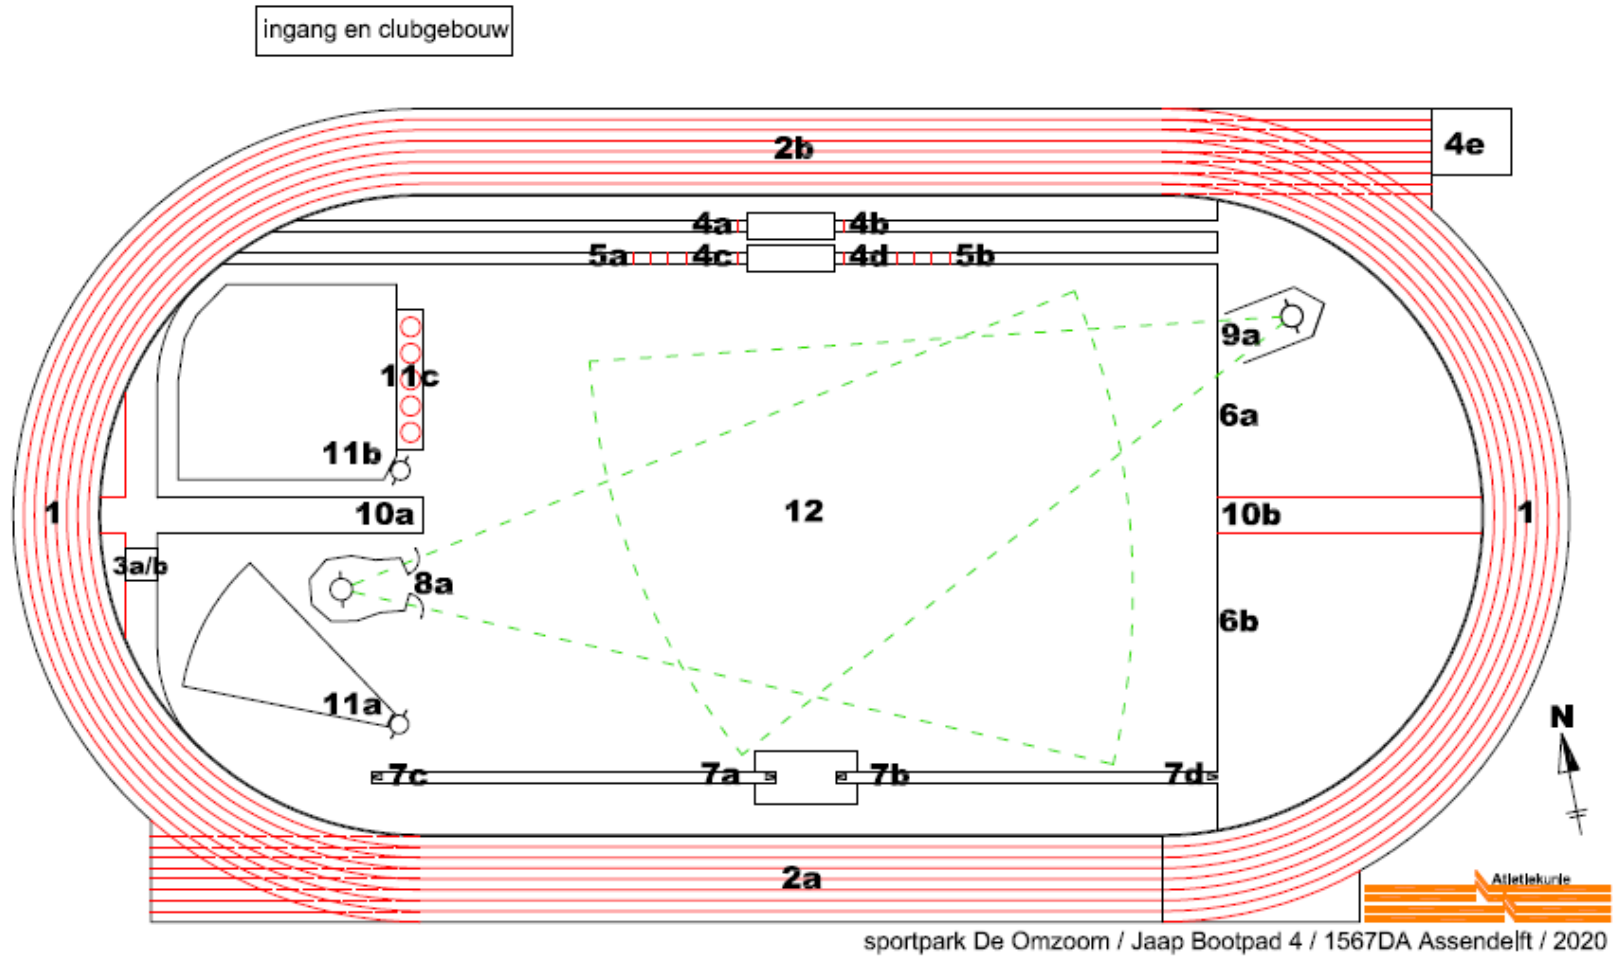 ingang en clubgebouw
2b
4e
4a 4b
5a 4c 4d 5b
9a
11c
6a
11b
12
1 10a 10b 1
3a/b
8a
6b
11a
N
7c 7a 7b 7d
2a
Atletiekunie
sportpark De Omzoom / Jaap Bootpad 4 / 1567DA Assendelft / 2020